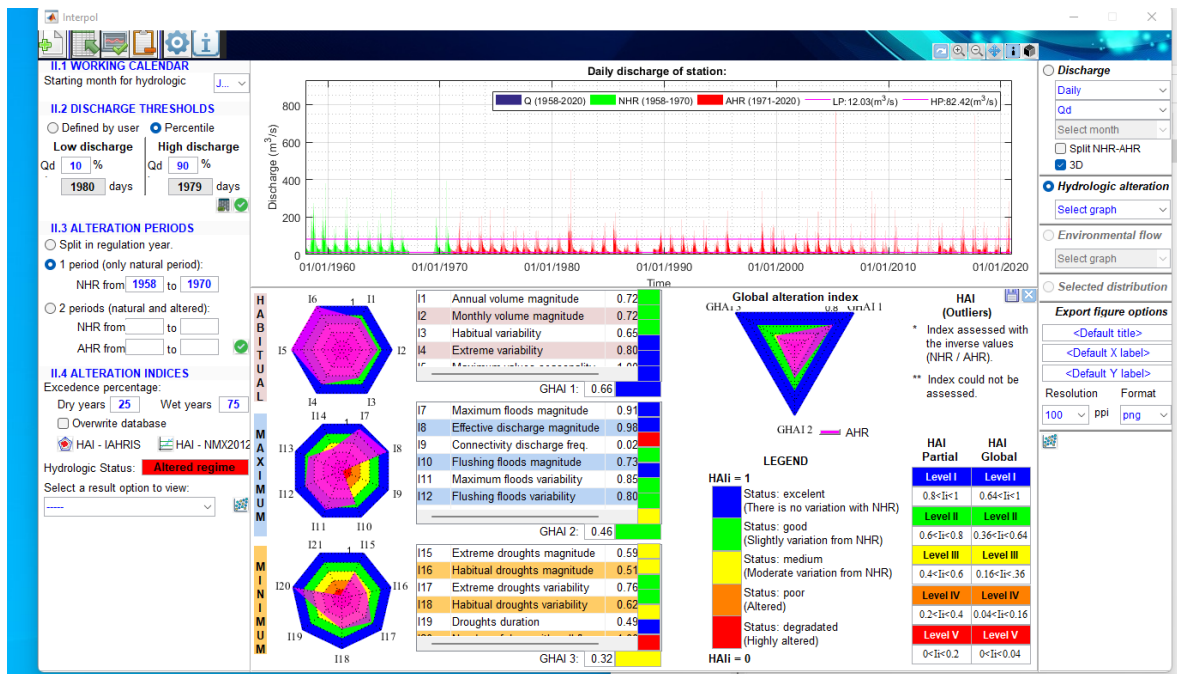 Interpol
II.1 WORKING CALENDAR
Starting month for hydrologic J...
II.2 DISCHARGE THRESHOLDS
Defined by user Percentile
Low discharge High discharge
Qd 10 % Qd 90 %
1980 days 1979 days
II.3 ALTERATION PERIODS
Split in regulation year.
1 period (only natural period):
NHR from 1958 to 1970
2 periods (natural and altered):
NHR from to
AHR from to
II.4 ALTERATION INDICES
Excedence percentage:
Dry years 25 Wet years 75
Overwrite database
HAI - IAHRIS HAI - NMX2012
Hydrologic Status: Altered regime
Select a result option to view:
-----
Daily discharge of station:
Q (1958-2020) NHR (1958-1970) AHR (1971-2020) LP:12.03(m³/s) HP:82.42(m³/s)
Discharge (m³/s)
800
600
400
200
0
01/01/1960 01/01/1970 01/01/1980 01/01/1990 01/01/2000 01/01/2010 01/01/2020
Time
HABITUAL
I6 1 I1
I5 I2
I4 I3
I1 Annual volume magnitude 0.72
I2 Monthly volume magnitude 0.72
I3 Habitual variability 0.65
I4 Extreme variability 0.80
GHAI 1: 0.66
MAXIMUM
I14 1 I7
I13 I8
I12 I9
I11 I10
I7 Maximum floods magnitude 0.91
I8 Effective discharge magnitude 0.98
I9 Connectivity discharge freq. 0.02
I10 Flushing floods magnitude 0.73
I11 Maximum floods variability 0.85
I12 Flushing floods variability 0.80
GHAI 2: 0.46
MINIMUM
I21 1 I15
I20 I16
I19 I17
I18
I15 Extreme droughts magnitude 0.59
I16 Habitual droughts magnitude 0.51
I17 Extreme droughts variability 0.76
I18 Habitual droughts variability 0.62
I19 Droughts duration 0.49
GHAI 3: 0.32
Global alteration index
GHAI 3 0.8 GHAI 1
GHAI 2 AHR
HAI
(Outliers)
* Index assessed with
the inverse values
(NHR / AHR).
** Index could not be
assessed.
LEGEND
HAIi = 1
Status: excelent
(There is no variation with NHR)
Status: good
(Slightly variation from NHR)
Status: medium
(Moderate variation from NHR)
Status: poor
(Altered)
Status: degradated
(Highly altered)
HAIi = 0
HAI HAI
Partial Global
Level I Level I
0.8<Ii<1 0.64<Ii<1
Level II Level II
0.6<Ii<0.8 0.36<Ii<0.64
Level III Level III
0.4<Ii<0.6 0.16<Ii<.36
Level IV Level IV
0.2<Ii<0.4 0.04<Ii<0.16
Level V Level V
0<Ii<0.2 0<Ii<0.04
Discharge
Daily
Qd
Select month
Split NHR-AHR
3D
Hydrologic alteration
Select graph
Environmental flow
Select graph
Selected distribution
Export figure options
<Default title>
<Default X label>
<Default Y label>
Resolution Format
100 ppi png